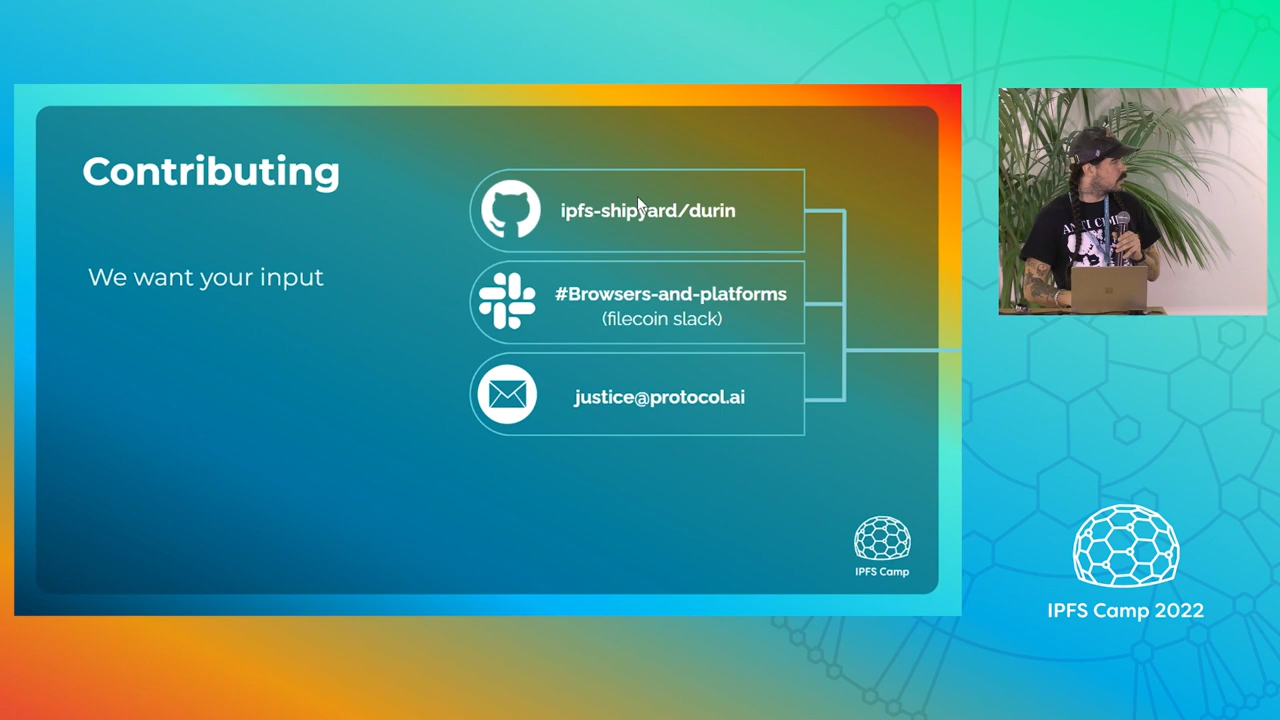 Contributing
We want your input
ipfs-shipyard/durin
#Browsers-and-platforms
(filecoin slack)
justice@protocol.ai
IPFS Camp
IPFS Camp 2022